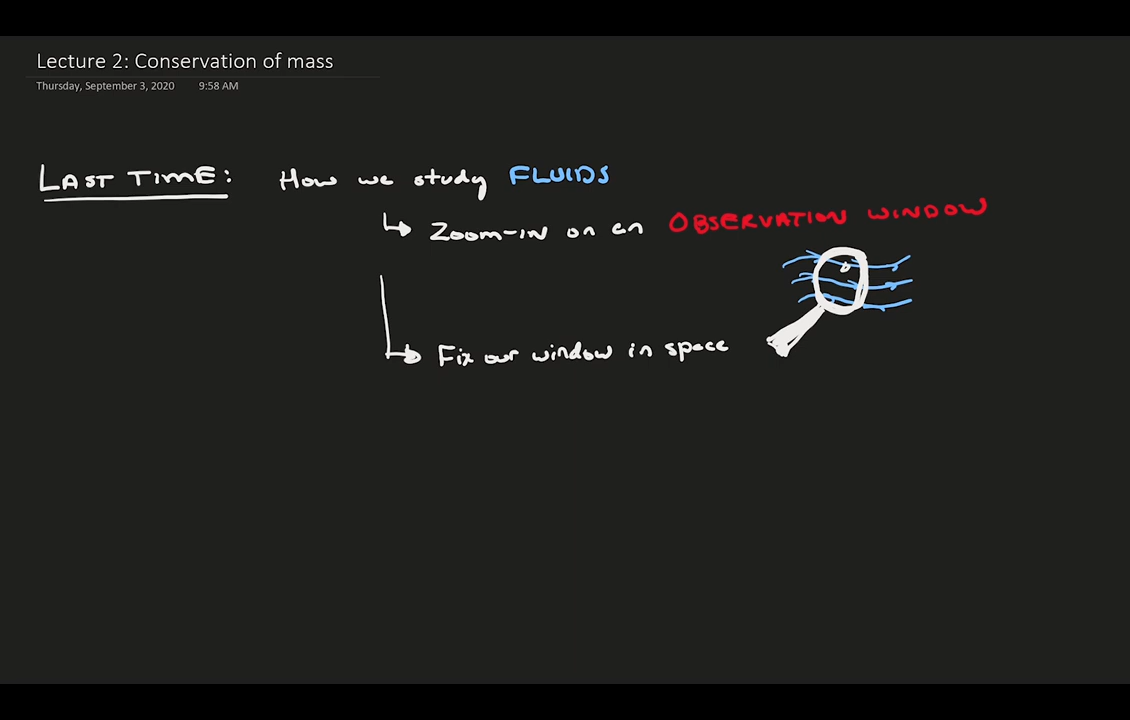 Lecture 2: Conservation of mass
Thursday, September 3, 2020 9:58 AM
LAST TIME: How we study FLUIDS
Zoom-in on an OBSERVATION WINDOW
Fix our window in space